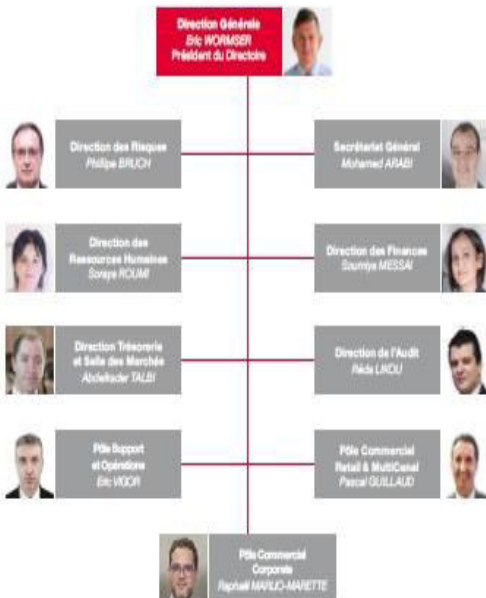 Direction Générale
Eric WORMSER
Président du Directoire
Direction des Risques
Philippe BRUCH
Secrétariat Général
Mohamed ARABI
Direction des
Ressources Humaines
Soraya ROUMI
Direction des Finances
Soumiya MESSAI
Direction Trésorerie
et Salle des Marchés
Abdelkader TALBI
Direction de l'Audit
Réda LIKOU
Pôle Support
et Opérations
Eric VIGOR
Pôle Commercial
Retail & MultiCanal
Pascal GUILLAUD
Pôle Commercial
Corporate
Raphaël